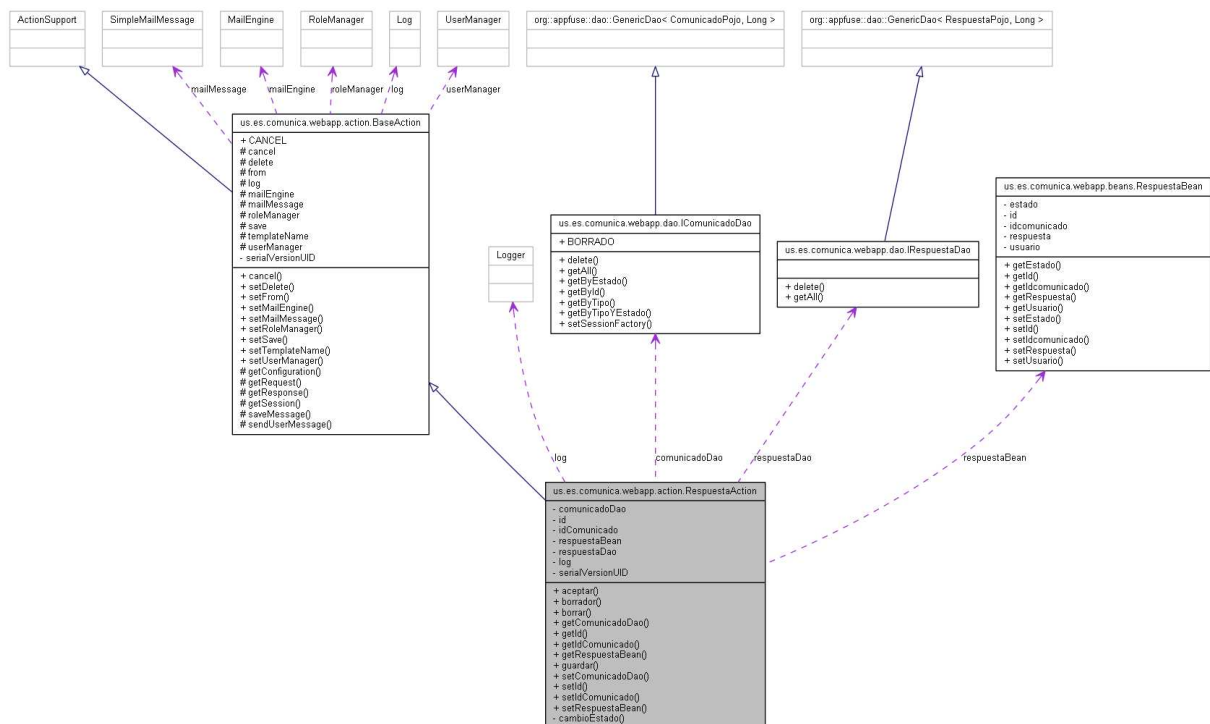 ActionSupport
SimpleMailMessage
MailEngine
RoleManager
Log
UserManager
org::appfuse::dao::GenericDao< ComunicadoPojo, Long >
org::appfuse::dao::GenericDao< RespuestaPojo, Long >
mailMessage
mailEngine
roleManager
log
userManager
us.es.comunica.webapp.action.BaseAction
+ CANCEL
# cancel
# delete
# from
# log
# mailEngine
# mailMessage
# roleManager
# save
# templateName
# userManager
- serialVersionUID
+ cancel()
+ setDelete()
+ setFrom()
+ setMailEngine()
+ setMailMessage()
+ setRoleManager()
+ setSave()
+ setTemplateName()
+ setUserManager()
# getConfiguration()
# getRequest()
# getResponse()
# getSession()
# saveMessage()
# sendUserMessage()
Logger
us.es.comunica.webapp.dao.IComunicadoDao
+ BORRADO
+ delete()
+ getAll()
+ getByEstado()
+ getById()
+ getByTipo()
+ getByTipoYEstado()
+ setSessionFactory()
us.es.comunica.webapp.dao.IRespuestaDao
+ delete()
+ getAll()
us.es.comunica.webapp.beans.RespuestaBean
- estado
- id
- idcomunicado
- respuesta
- usuario
+ getEstado()
+ getId()
+ getIdcomunicado()
+ getRespuesta()
+ getUsuario()
+ setEstado()
+ setId()
+ setIdcomunicado()
+ setRespuesta()
+ setUsuario()
log
comunicadoDao
respuestaDao
respuestaBean
us.es.comunica.webapp.action.RespuestaAction
- comunicadoDao
- id
- idComunicado
- respuestaBean
- respuestaDao
- log
- serialVersionUID
+ aceptar()
+ borrador()
+ borrar()
+ getComunicadoDao()
+ getId()
+ getIdComunicado()
+ getRespuestaBean()
+ guardar()
+ setComunicadoDao()
+ setId()
+ setIdComunicado()
+ setRespuestaBean()
- cambioEstado()